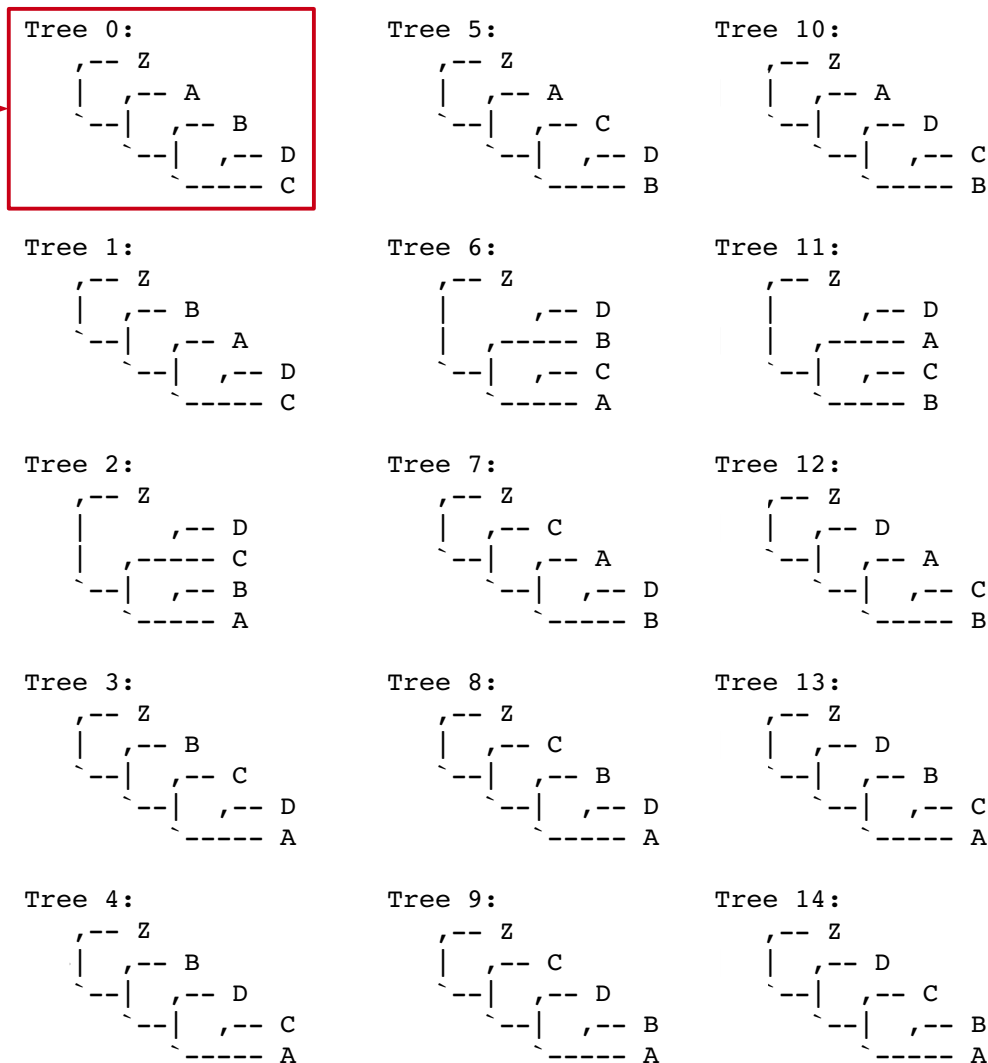 Tree 0:
,-- Z
|  ,-- A
`--|  ,-- B
`--|  ,-- D
`----- C
Tree 1:
,-- Z
|  ,-- B
`--|  ,-- A
`--|  ,-- D
`----- C
Tree 2:
,-- Z
|     ,-- D
|  ,----- C
`--|  ,-- B
`----- A
Tree 3:
,-- Z
|  ,-- B
`--|  ,-- C
`--|  ,-- D
`----- A
Tree 4:
,-- Z
|  ,-- B
`--|  ,-- D
`--|  ,-- C
`----- A
Tree 5:
,-- Z
|  ,-- A
`--|  ,-- C
`--|  ,-- D
`----- B
Tree 6:
,-- Z
|     ,-- D
|  ,----- B
`--|  ,-- C
`----- A
Tree 7:
,-- Z
|  ,-- C
`--|  ,-- A
`--|  ,-- D
`----- B
Tree 8:
,-- Z
|  ,-- C
`--|  ,-- B
`--|  ,-- D
`----- A
Tree 9:
,-- Z
|  ,-- C
`--|  ,-- D
`--|  ,-- B
`----- A
Tree 10:
,-- Z
|  ,-- A
`--|  ,-- D
`--|  ,-- C
`----- B
Tree 11:
,-- Z
|     ,-- D
|  ,----- A
`--|  ,-- C
`----- B
Tree 12:
,-- Z
|  ,-- D
`--|  ,-- A
`--|  ,-- C
`----- B
Tree 13:
,-- Z
|  ,-- D
`--|  ,-- B
`--|  ,-- C
`----- A
Tree 14:
,-- Z
|  ,-- D
`--|  ,-- C
`--|  ,-- B
`----- A